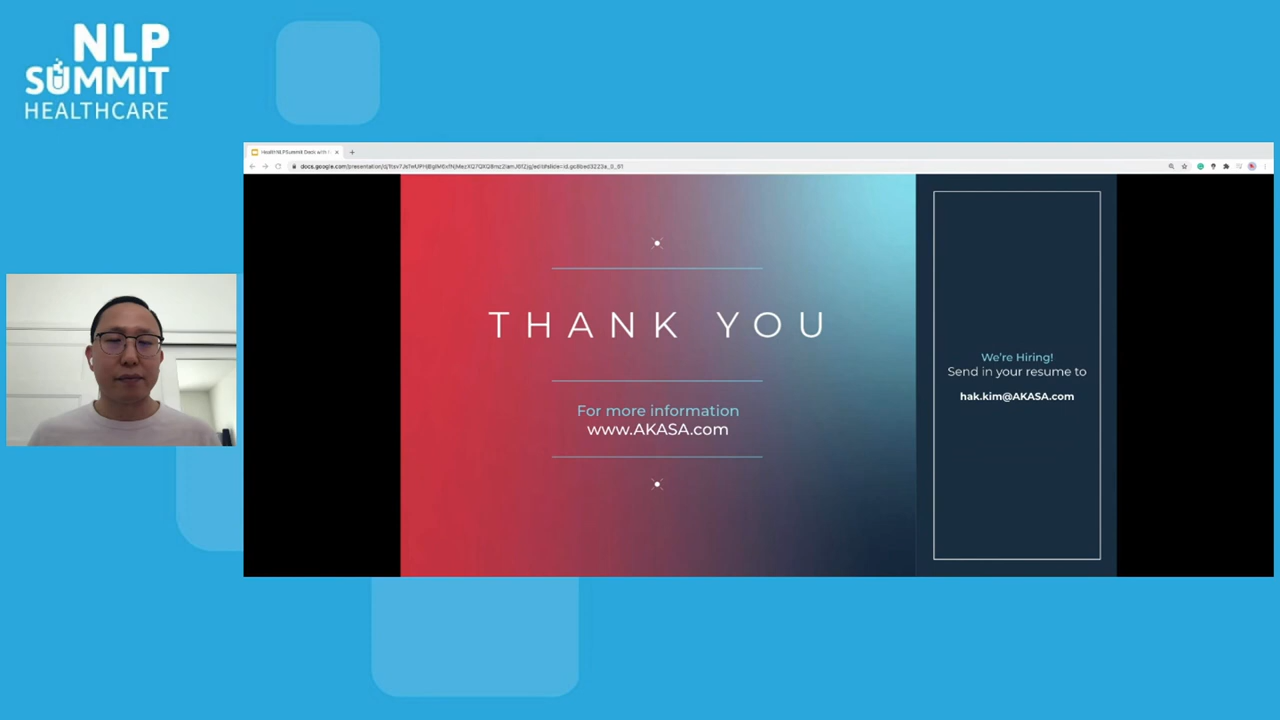 NLP
SUMMIT
HEALTHCARE
THANK YOU
For more information
www.AKASA.com
We're Hiring!
Send in your resume to
hak.kim@AKASA.com